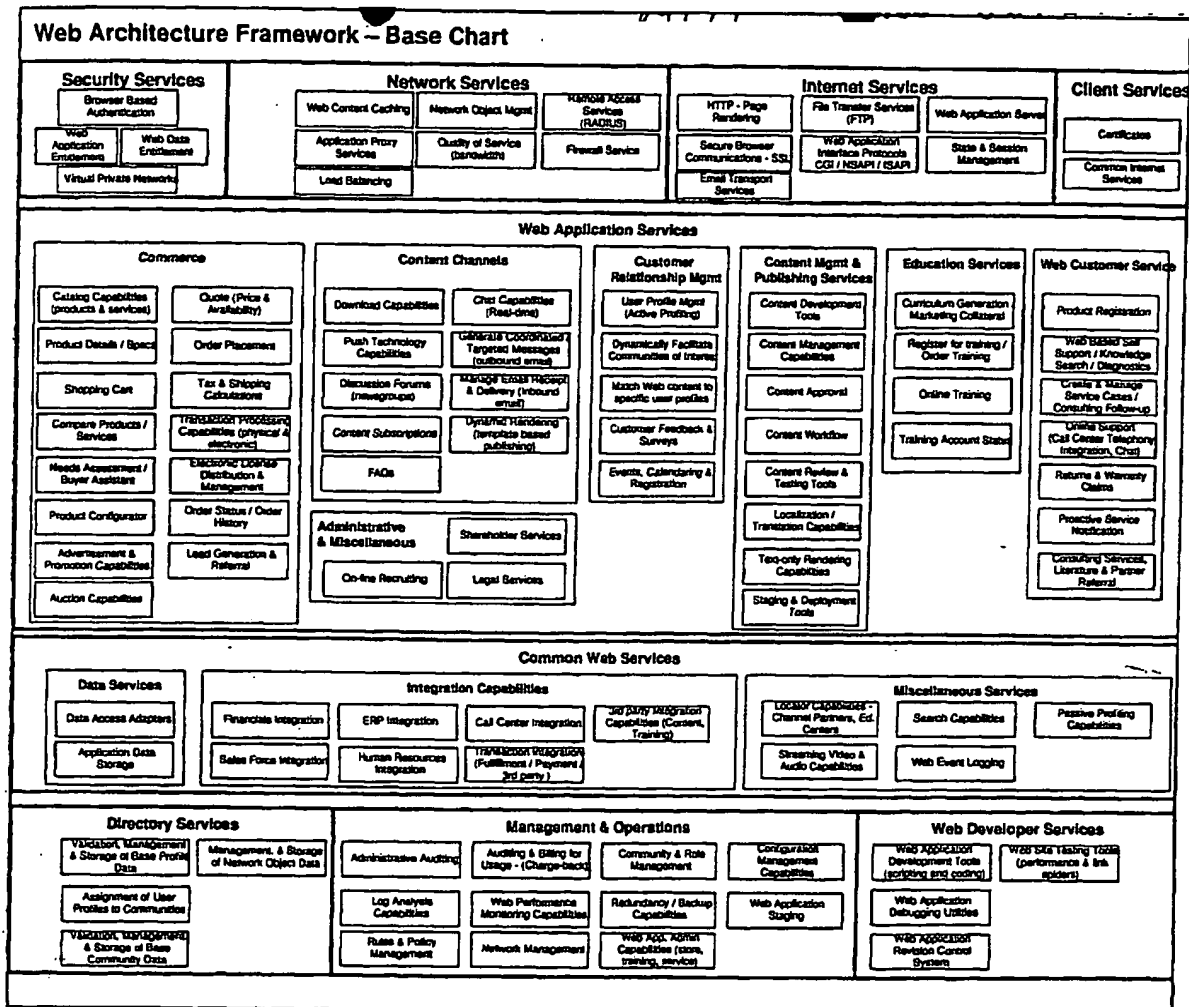 Web Architecture Framework – Base Chart
Security Services
Browser Based
Authentication
Web
Application
Entitlement
Web Data
Entitlement
Virtual Private Networks
Network Services
Web Content Caching
Network Object Mgmt
Remote Access
Services
(RADIUS)
Application Proxy
Services
Quality of Service
(bandwidth)
Firewall Service
Load Balancing
Internet Services
HTTP - Page
Rendering
File Transfer Services
(FTP)
Web Application Server
Secure Browser
Communications - SSL
Web Application
Interface Protocols
CGI / NSAPI / ISAPI
State & Session
Management
Email Transport
Services
Client Services
Certificates
Common Internet
Services
Web Application Services
Commerce
Catalog Capabilities
(products & services)
Quote (Price &
Availability)
Product Details / Specs
Order Placement
Shopping Cart
Tax & Shipping
Calculations
Compare Products /
Services
Transaction Processing
Capabilities (physical &
electronic)
Needs Assessment /
Buyer Assistant
Electronic License
Distribution &
Management
Product Configurator
Order Status / Order
History
Advertisement &
Promotion Capabilities
Lead Generation &
Referral
Auction Capabilities
Content Channels
Download Capabilities
Chat Capabilities
(Real-time)
Push Technology
Capabilities
Generate Coordinated /
Targeted Messages
(outbound email)
Discussion Forums
(newsgroups)
Manage Email Receipt
& Delivery (inbound
email)
Content Subscriptions
Dynamic Rendering
(template based
publishing)
FAQs
Administrative
& Miscellaneous
Shareholder Services
On-line Recruiting
Legal Services
Customer
Relationship Mgmt
User Profile Mgmt
(Active Profiling)
Dynamically Facilitate
Communities of Interest
Match Web content to
specific user profiles
Customer Feedback &
Surveys
Events, Calendaring &
Registration
Content Mgmt &
Publishing Services
Content Development
Tools
Content Management
Capabilities
Content Approval
Content Workflow
Content Review &
Testing Tools
Localization /
Translation Capabilities
Text-only Rendering
Capabilities
Staging & Deployment
Tools
Education Services
Curriculum Generation
Marketing Collateral
Register for training /
Order Training
Online Training
Training Account Status
Web Customer Service
Product Registration
Web Based Self
Support / Knowledge
Search / Diagnostics
Create & Manage
Service Cases /
Consulting Follow-up
Online Support
(Call Center Telephony
Integration, Chat)
Returns & Warranty
Claims
Proactive Service
Notification
Consulting Services,
Literature & Partner
Referral
Common Web Services
Data Services
Data Access Adapters
Application Data
Storage
Integration Capabilities
Financials Integration
ERP Integration
Call Center Integration
3rd party Integration
Capabilities (Content,
Training)
Sales Force Integration
Human Resources
Integration
Transaction Integration
(Fulfillment / Payment /
3rd party )
Miscellaneous Services
Locator Capabilities -
Channel Partners, Ed.
Centers
Search Capabilities
Passive Profiling
Capabilities
Streaming Video &
Audio Capabilities
Web Event Logging
Directory Services
Validation, Management
& Storage of Base Profile
Data
Management, & Storage
of Network Object Data
Assignment of User
Profiles to Communities
Validation, Management
& Storage of Base
Community Data
Management & Operations
Administrative Auditing
Auditing & Billing for
Usage - (Charge-back)
Community & Role
Management
Configuration
Management
Capabilities
Log Analysis
Capabilities
Web Performance
Monitoring Capabilities
Redundancy / Backup
Capabilities
Web Application
Staging
Rules & Policy
Management
Network Management
Web App. Admin
Capabilities (store,
training, service)
Web Developer Services
Web Application
Development Tools
(scripting and coding)
Web Site Testing Tools
(performance & link
spiders)
Web Application
Debugging Utilities
Web Application
Revision Control
System